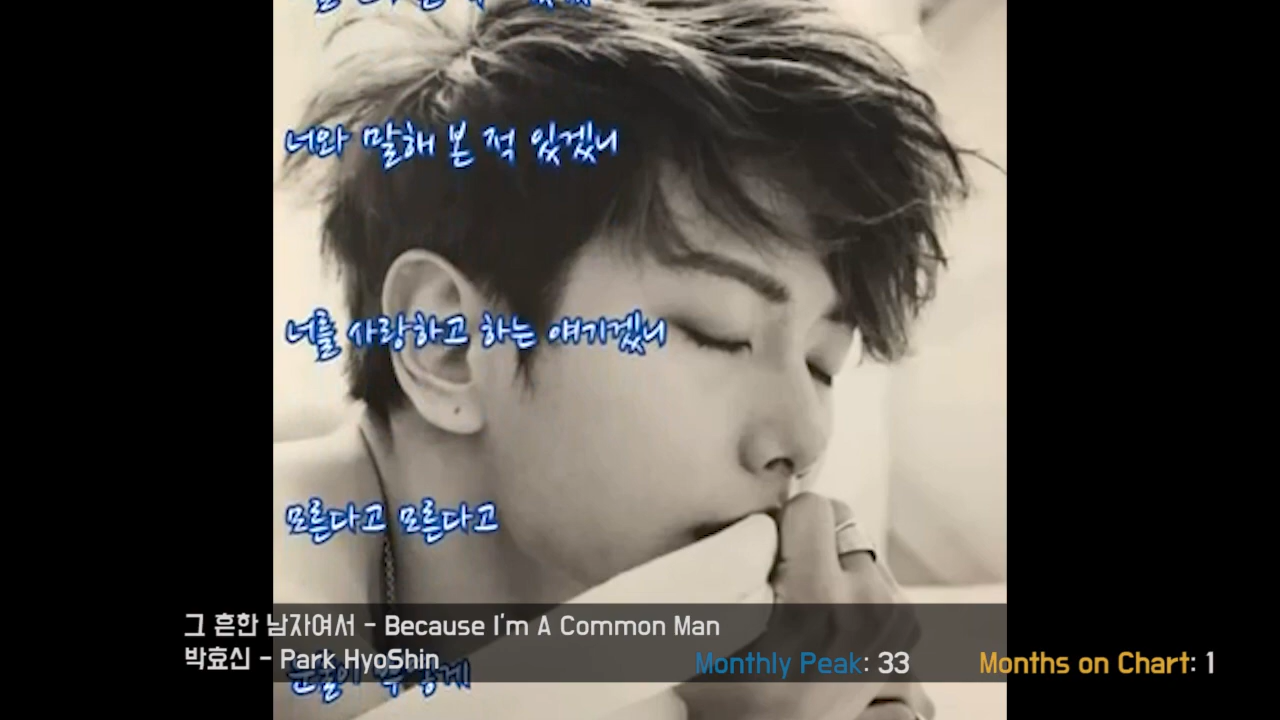 너와 말해 본 적 있겠니
너를 사랑하고 하는 얘기겠니
모른다고 모른다고
그 흔한 남자여서 - Because I'm A Common Man
박효신 - Park HyoShin
Monthly Peak: 33
Months on Chart: 1